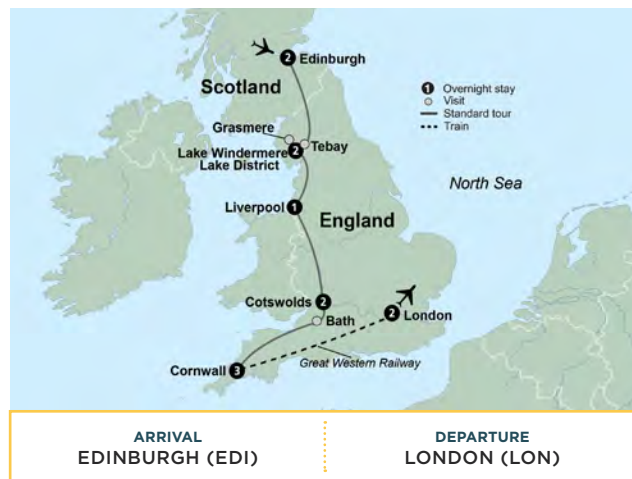 2
Edinburgh
Scotland
1 Overnight stay
Visit
Standard tour
Train
Grasmere
2
Tebay
Lake Windermere
Lake District
North Sea
Liverpool
1
England
Cotswolds
2
2
London
Bath
Great Western Railway
Cornwall
3
ARRIVAL
EDINBURGH (EDI)
DEPARTURE
LONDON (LON)